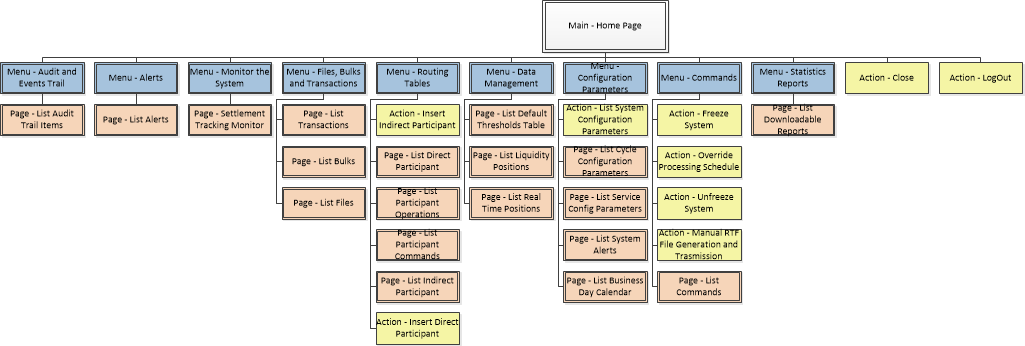 Main - Home Page
Menu - Audit and
Events Trail
Menu - Alerts
Menu - Monitor the
System
Menu - Files, Bulks
and Transactions
Menu - Routing
Tables
Menu - Data
Management
Menu -
Configuration
Parameters
Menu - Commands
Menu - Statistics
Reports
Action - Close
Action - LogOut
Page - List Audit
Trail Items
Page - List Alerts
Page - Settlement
Tracking Monitor
Page - List
Transactions
Action - Insert
Indirect Participant
Page - List Default
Thresholds Table
Action - List System
Configuration
Parameters
Action - Freeze
System
Page - List
Downloadable
Reports
Page - List Bulks
Page - List Direct
Participant
Page - List Liquidity
Positions
Page - List Cycle
Configuration
Parameters
Action - Override
Processing Schedule
Page - List Files
Page - List
Participant
Operations
Page - List Real
Time Positions
Page - List Service
Config Parameters
Action - Unfreeze
System
Page - List
Participant
Commands
Page - List System
Alerts
Action - Manual RTF
File Generation and
Trasmission
Page - List Indirect
Participant
Page - List Business
Day Calendar
Page - List
Commands
Action - Insert Direct
Participant